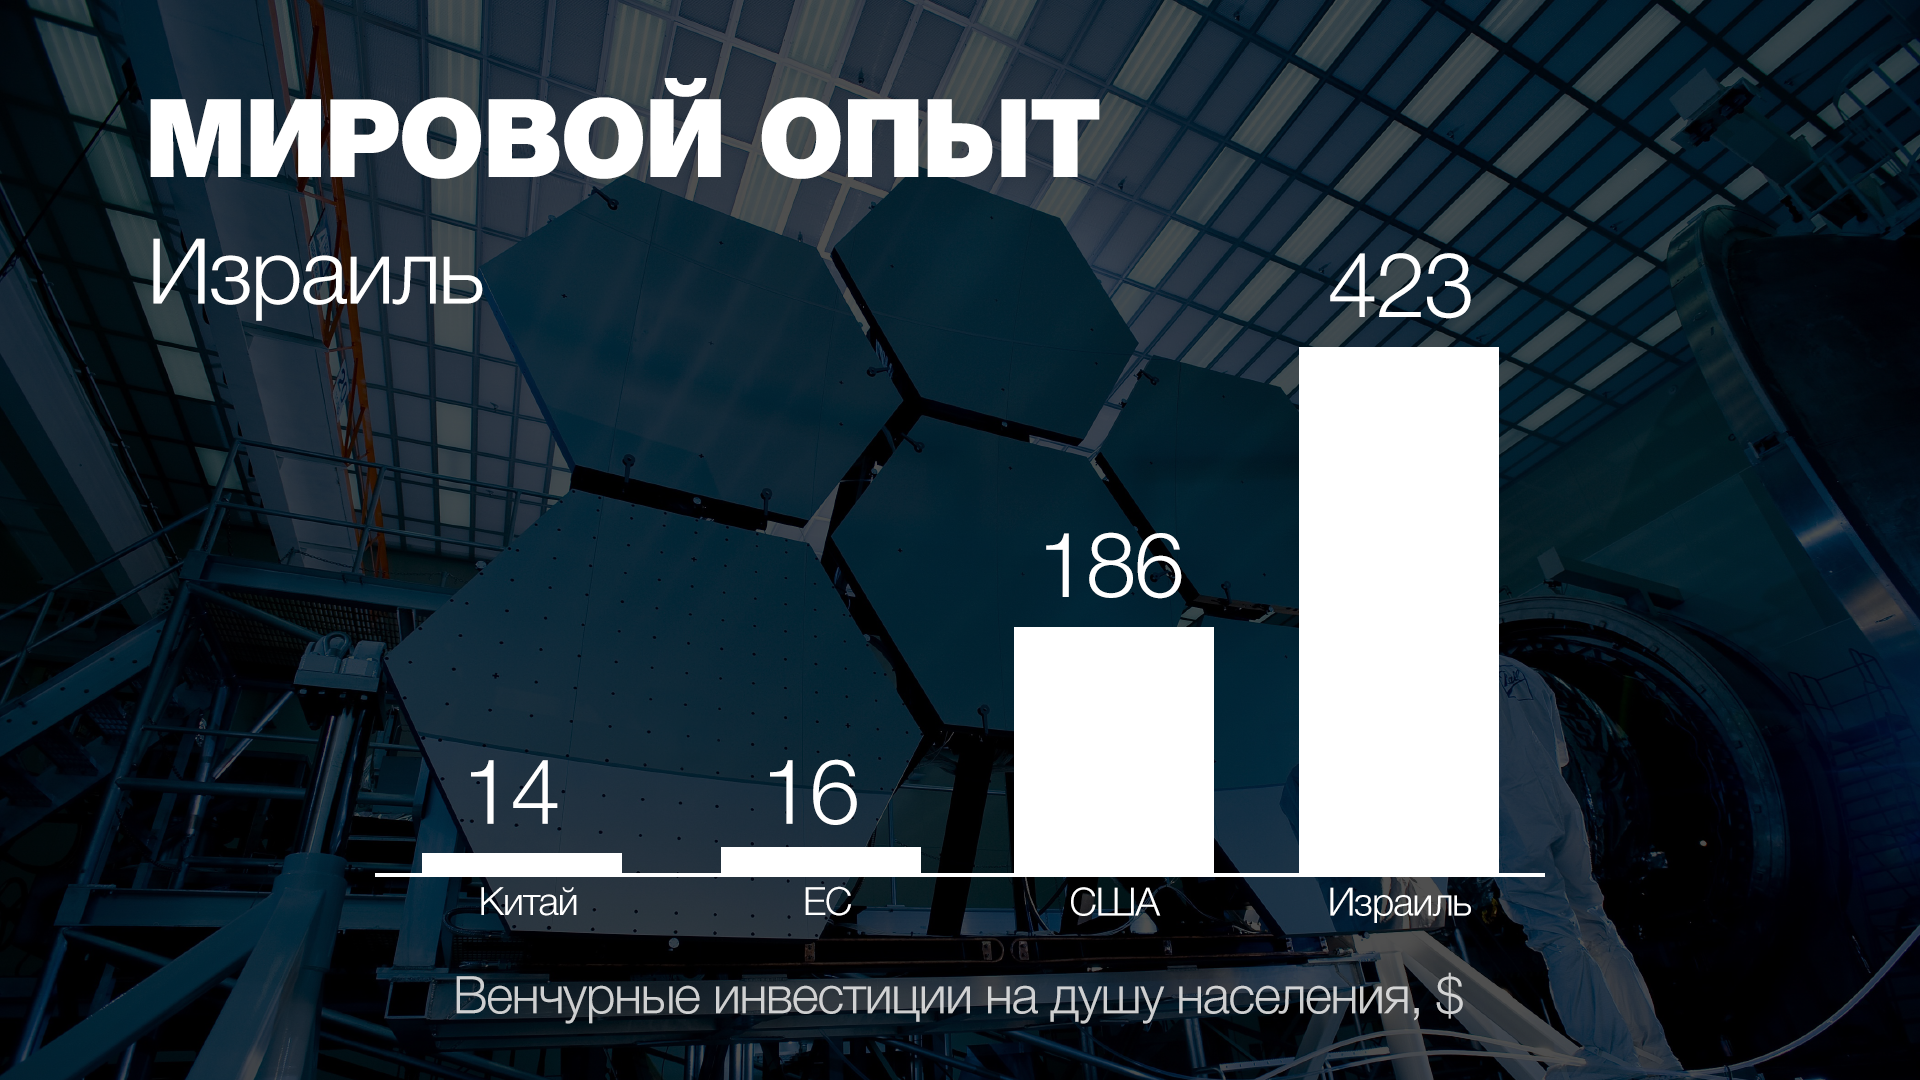 МИРОВОЙ ОПЫТ
Израиль
423
186
14
16
Китай
ЕС
США
Израиль
Венчурные инвестиции на душу населения, $